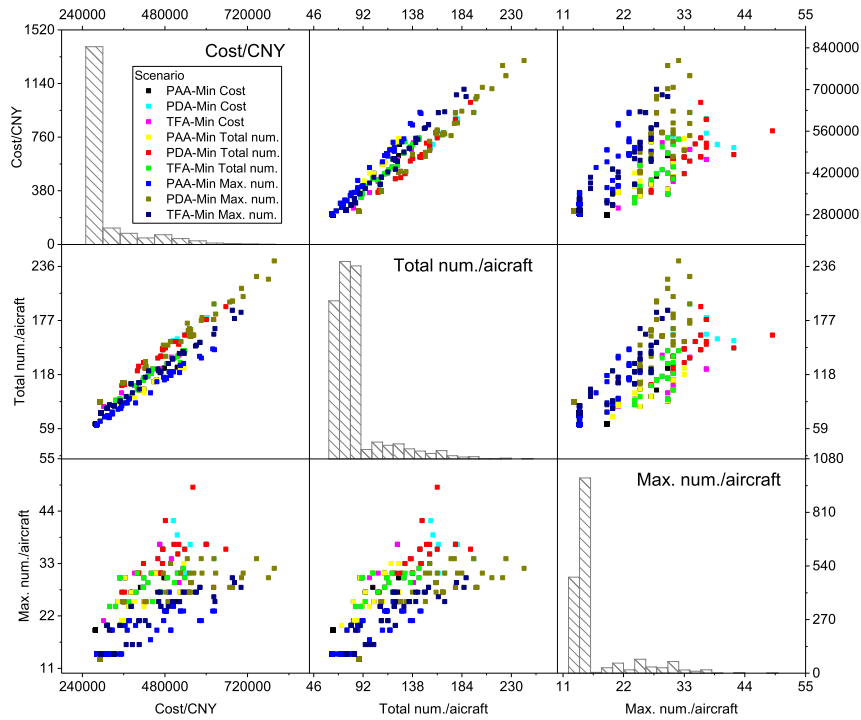 240000 480000 720000
46 92 138 184 230
11 22 33 44 55
1520
1140
760
380
0
Cost/CNY
Cost/CNY
Scenario
PAA-Min Cost
PDA-Min Cost
TFA-Min Cost
PAA-Min Total num.
PDA-Min Total num.
TFA-Min Total num.
PAA-Min Max. num.
PDA-Min Max. num.
TFA-Min Max. num.
840000
700000
560000
420000
280000
236
177
118
59
55
Total num./aicraft
Total num./aicraft
236
177
118
59
1080
44
33
22
11
Max. num./aircraft
Max. num./aircraft
810
540
270
0
240000 480000 720000
46 92 138 184 230
11 22 33 44 55
Cost/CNY
Total num./aircraft
Max. num./aircraft